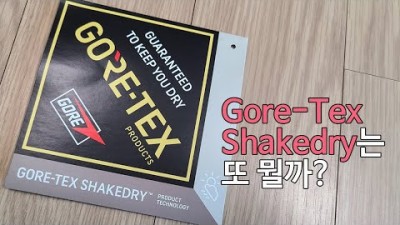 GUARANTEED
TO KEEP YOU DRY
GORE-TEX
PRODUCTS
GORE
GORE-TEX SHAKEDRY™ PRODUCT
TECHNOLOGY
Gore-Tex
Shakedry는
또 뭘까?